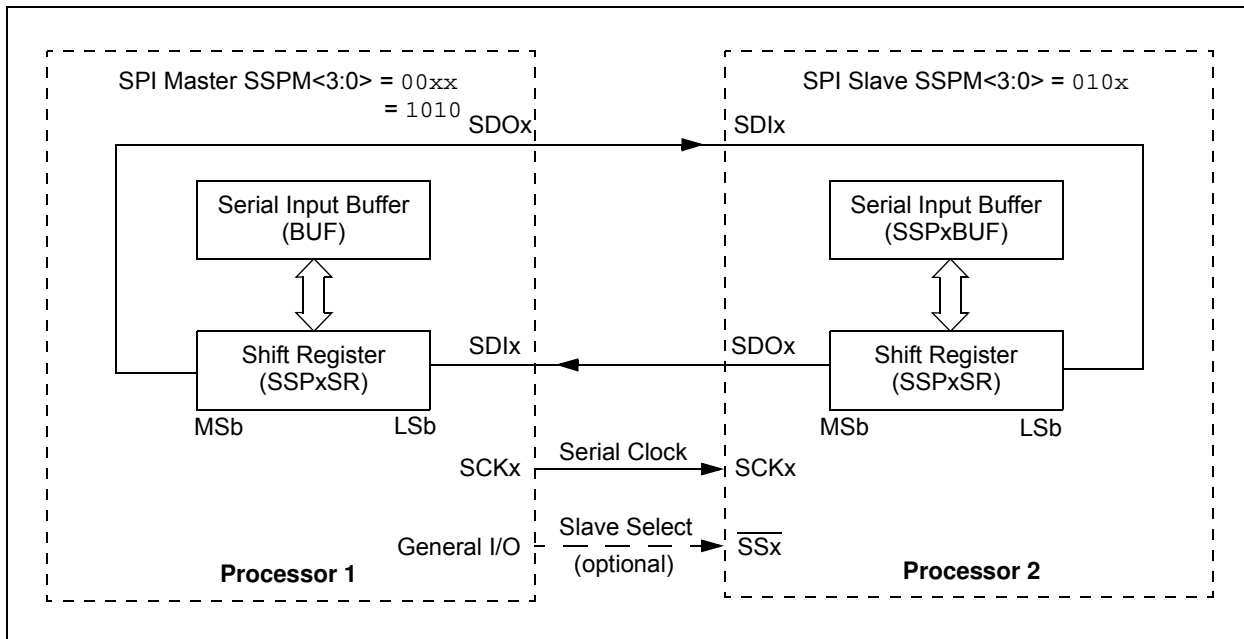 SPI Master SSPM<3:0> = 00xx
= 1010
SDOx
Serial Input Buffer
(BUF)
Shift Register
(SSPxSR)
MSb
LSb
SDIx
SCKx
General I/O
Processor 1
Serial Clock
Slave Select
(optional)
SPI Slave SSPM<3:0> = 010x
SDIx
Serial Input Buffer
(SSPxBUF)
SDOx
Shift Register
(SSPxSR)
MSb
LSb
SCKx
SSx
Processor 2